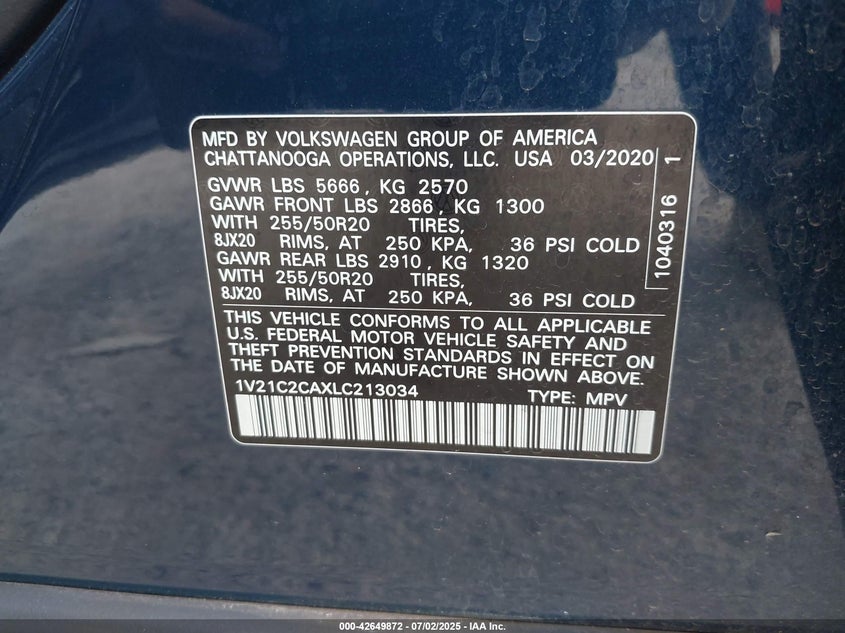 MFD BY VOLKSWAGEN GROUP OF AMERICA
CHATTANOOGA OPERATIONS, LLC. USA 03/2020
GVWR LBS 5666, KG 2570
GAWR FRONT LBS 2866, KG 1300
WITH 255/50R20 TIRES,
8JX20 RIMS, AT 250 KPA, 36 PSI COLD
GAWR REAR LBS 2910, KG 1320
WITH 255/50R20 TIRES,
8JX20 RIMS, AT 250 KPA, 36 PSI COLD
1040316 1
THIS VEHICLE CONFORMS TO ALL APPLICABLE
U.S. FEDERAL MOTOR VEHICLE SAFETY AND
THEFT PREVENTION STANDARDS IN EFFECT ON
THE DATE OF MANUFACTURE SHOWN ABOVE.
1V21C2CAXLC213034 TYPE: MPV
000-42649872 - 07/02/2025 - IAA Inc.